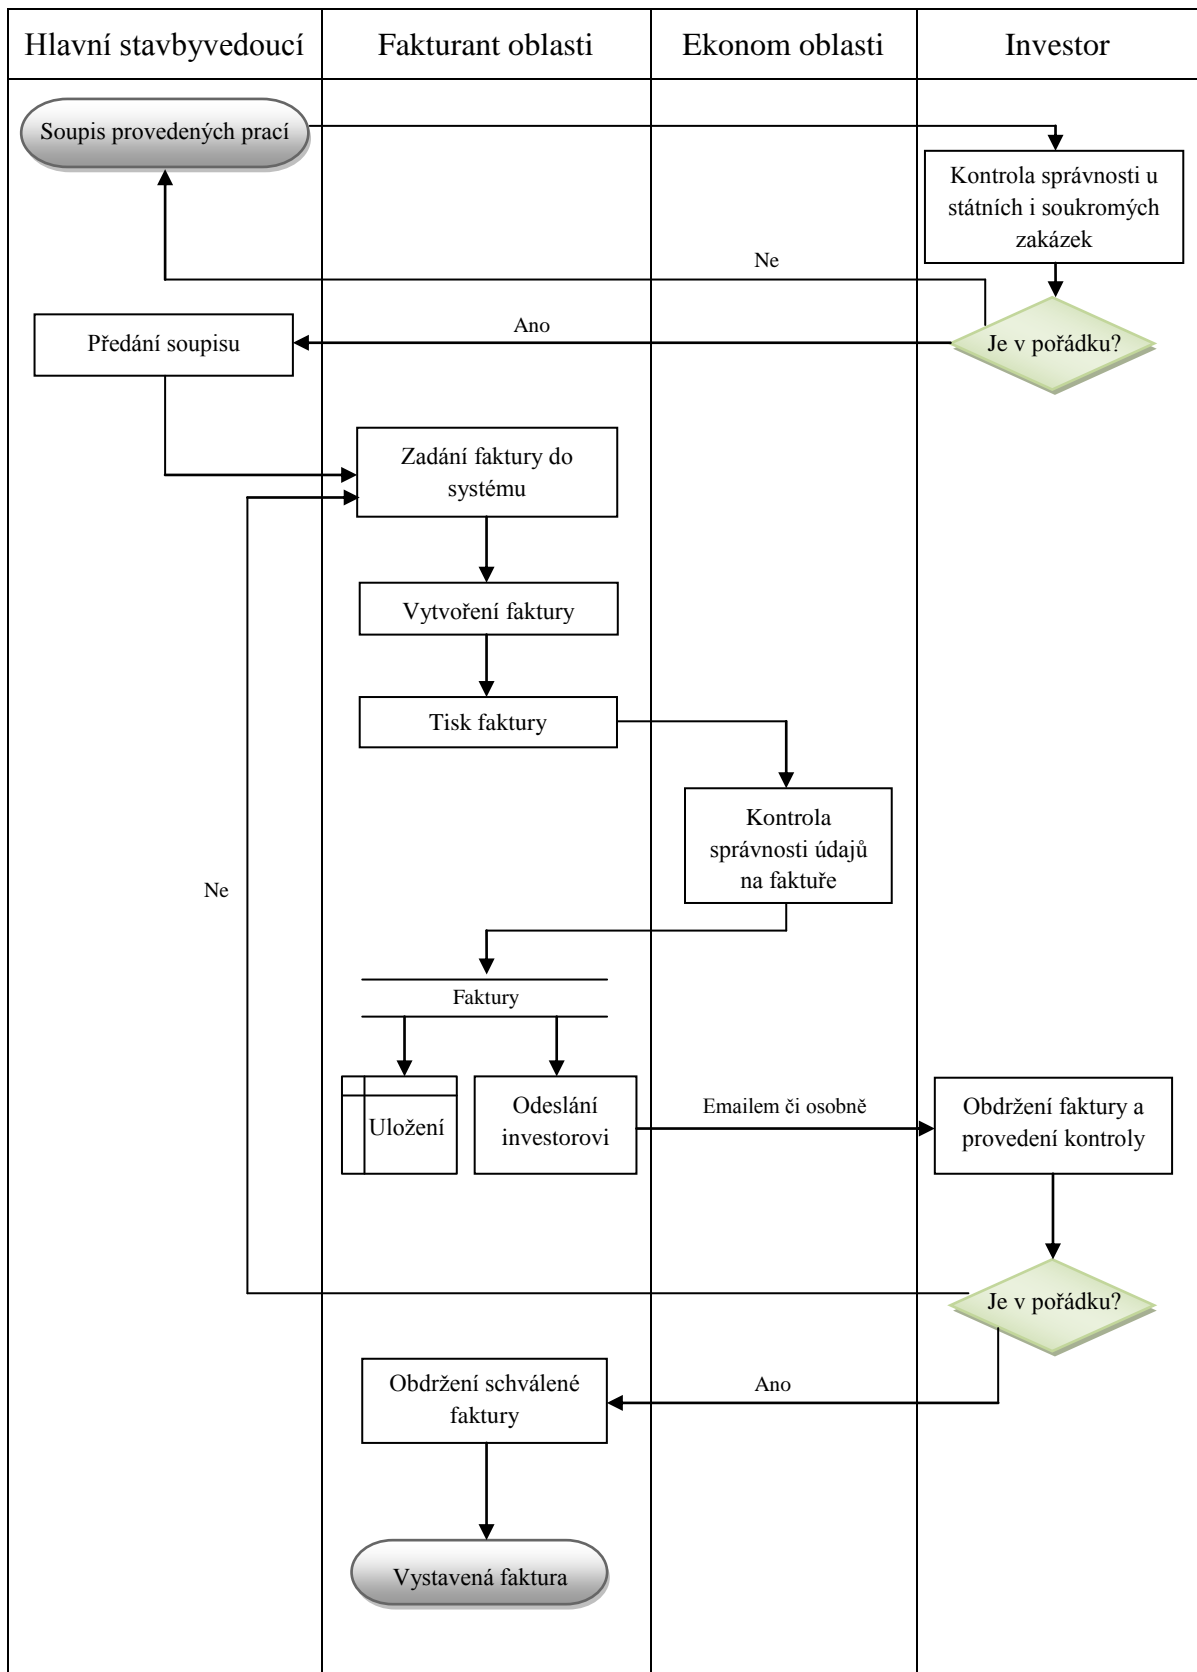 Hlavní stavbyvedoucí
Fakturant oblasti
Ekonom oblasti
Investor
Soupis provedených prací
Kontrola správnosti u
státních i soukromých
zakázek
Ne
Je v pořádku?
Ano
Předání soupisu
Zadání faktury do
systému
Vytvoření faktury
Tisk faktury
Kontrola
správnosti údajů
na faktuře
Ne
Faktury
Uložení
Odeslání
investorovi
Emailem či osobně
Obdržení faktury a
provedení kontroly
Je v pořádku?
Ano
Obdržení schválené
faktury
Vystavená faktura